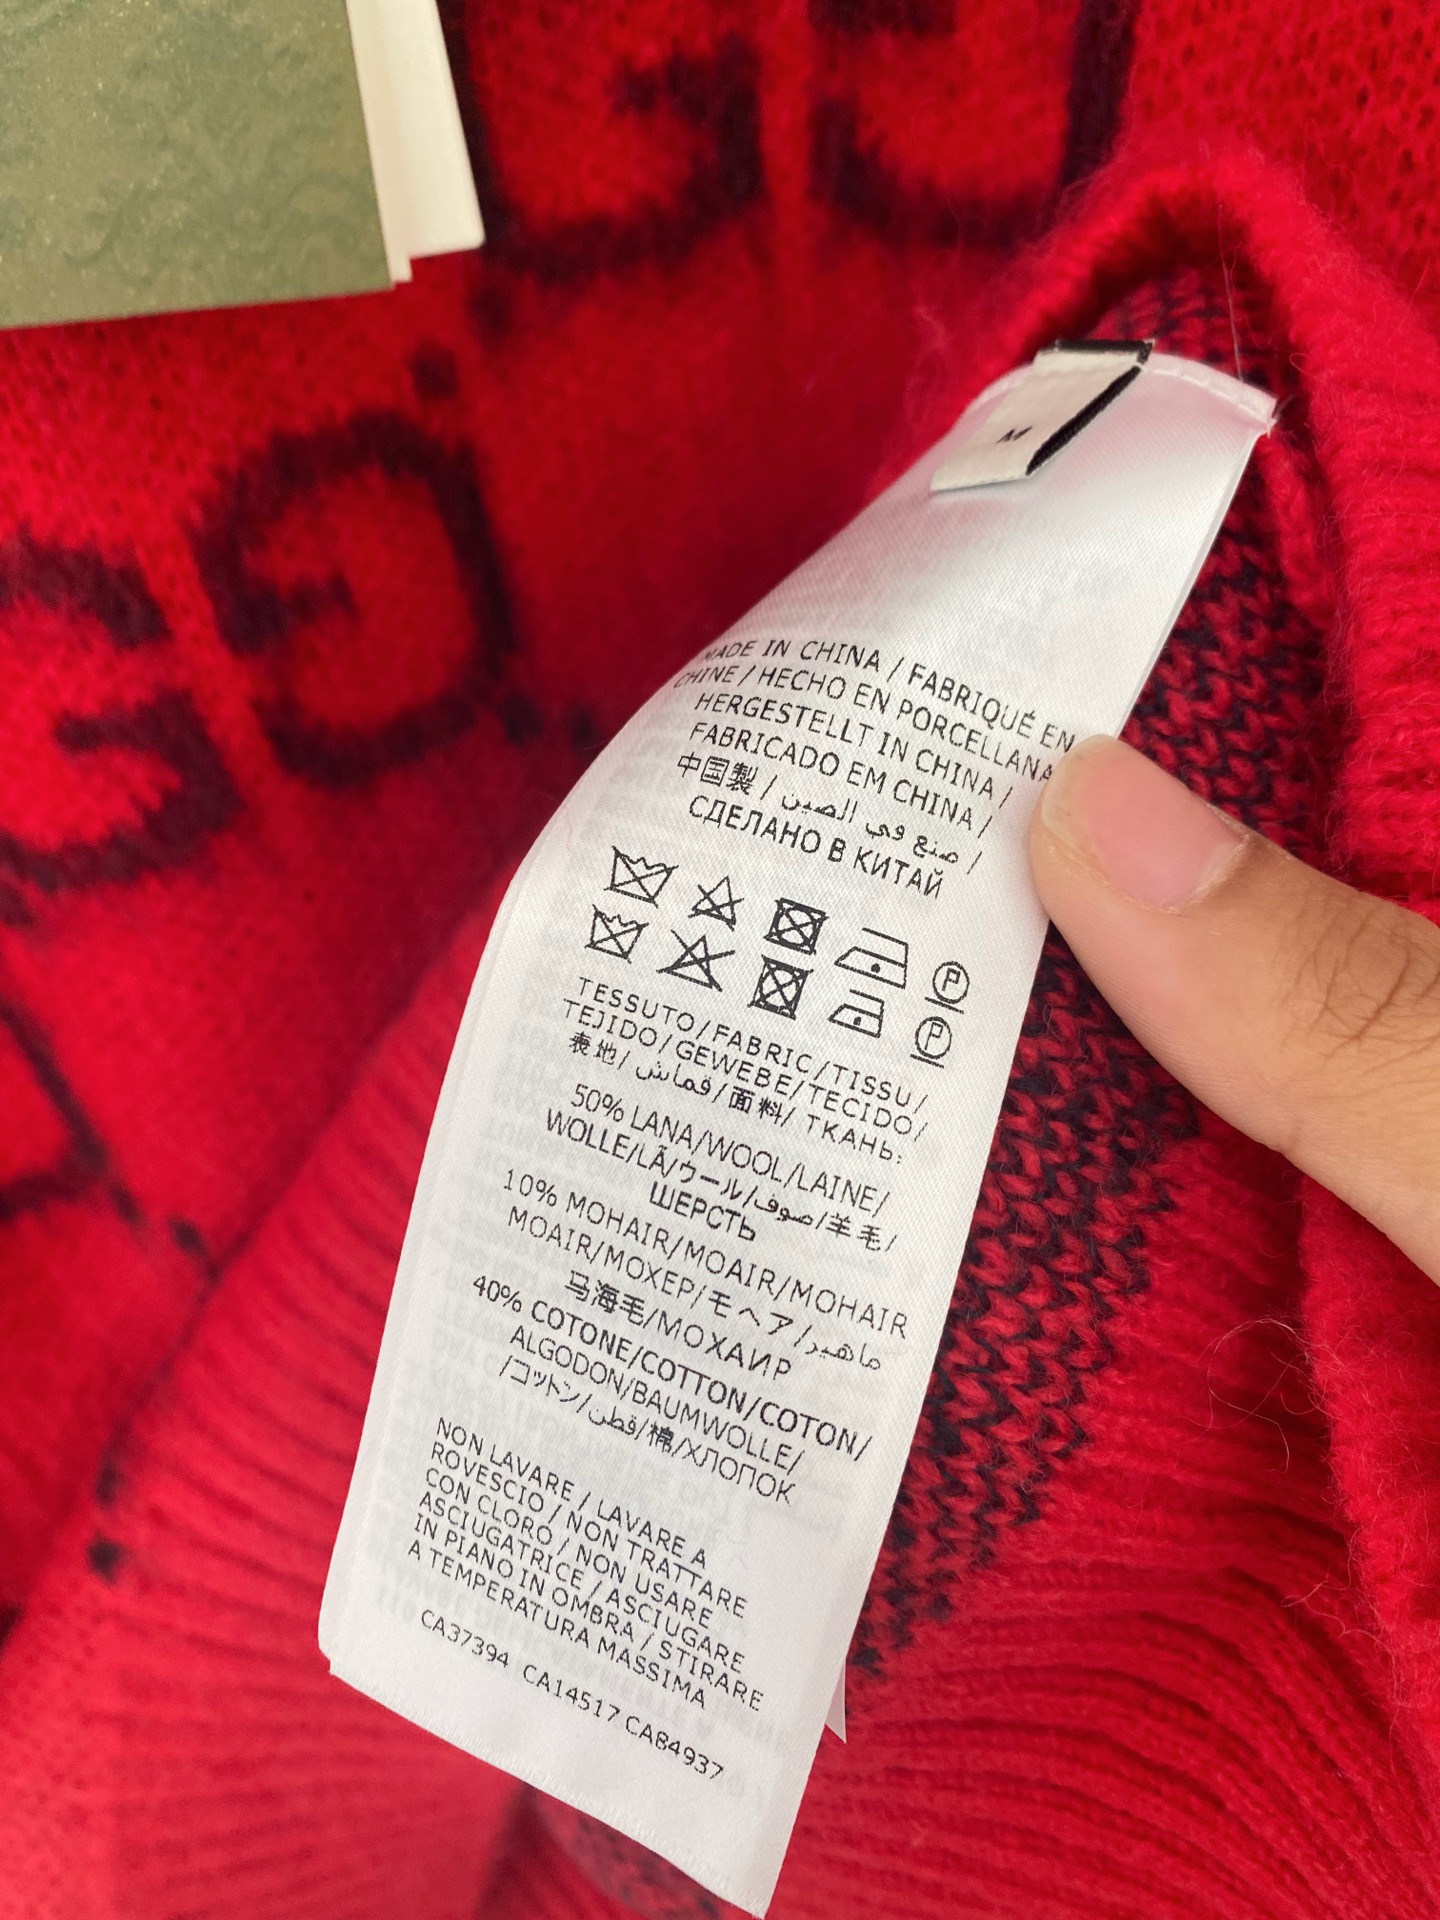 M
MADE IN CHINA / FABRIQUÉ EN
CHINE / HECHO EN PORCELLANA
HERGESTELLT IN CHINA /
FABRICADO EM CHINA /
中国製 / صنع في الصين /
СДЕЛАНО В КИТАЙ
P
P
TESSUTO/FABRIC/TISSU/
TEJIDO/GEWEBE/TECIDO/
表地/قماش/面料/ ТКАНЬ:
50% LANA/WOOL/LAINE/
WOLLE/LÃ/ウール/صوف/羊毛/
ШЕРСТЬ
10% MOHAIR/MOAIR/MOHAIR
MOAIR/МОХЕР/モヘア/ماهير
马海毛/МОХАИР
40% COTONE/COTTON/COTON/
ALGODON/BAUMWOLLE/
/コットン/قطن/棉/ХЛОПОК
NON LAVARE / LAVARE A
ROVESCIO / NON TRATTARE
CON CLORO / NON USARE
ASCIUGATRICE / ASCIUGARE
IN PIANO IN OMBRA / STIRARE
A TEMPERATURA MASSIMA
CA37394 CA14517 CA84937